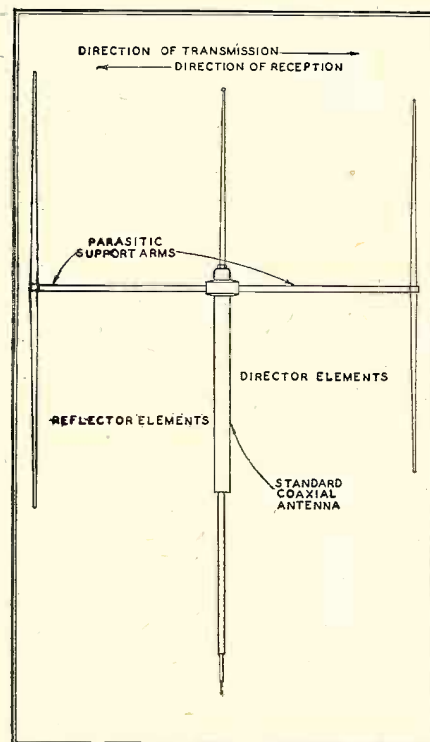 DIRECTION OF TRANSMISSION
DIRECTION OF RECEPTION
PARASITIC
SUPPORT ARMS
DIRECTOR ELEMENTS
REFLECTOR ELEMENTS
STANDARD
COAXIAL
ANTENNA